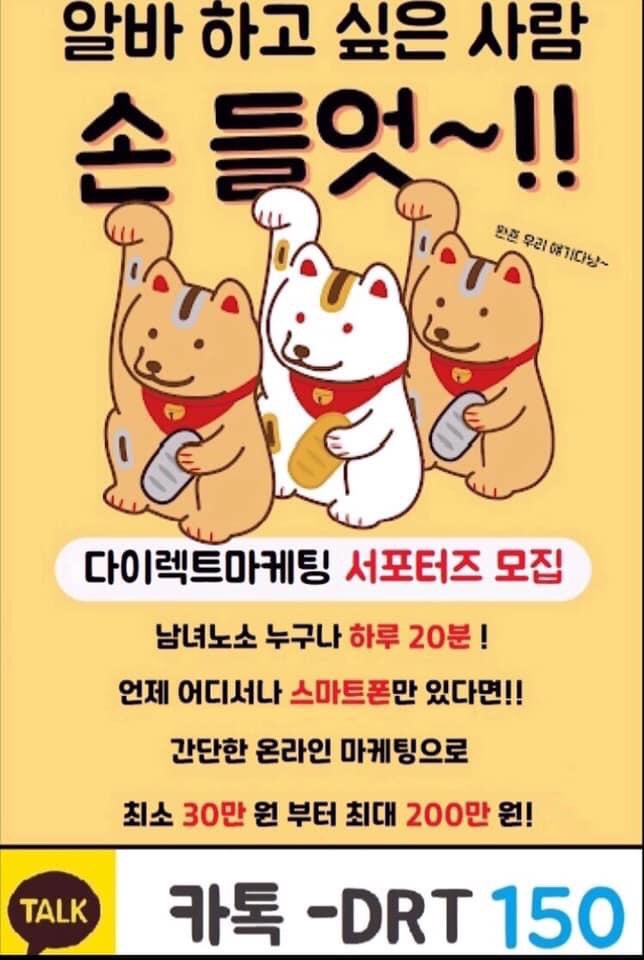 알바 하고 싶은 사람
손 들엇~!!
완죤 우리 얘기다냥~
다이렉트마케팅 서포터즈 모집
남녀노소 누구나 하루 20분 !
언제 어디서나 스마트폰만 있다면!!
간단한 온라인 마케팅으로
최소 30만 원 부터 최대 200만 원!
TALK
카톡 -DRT 150